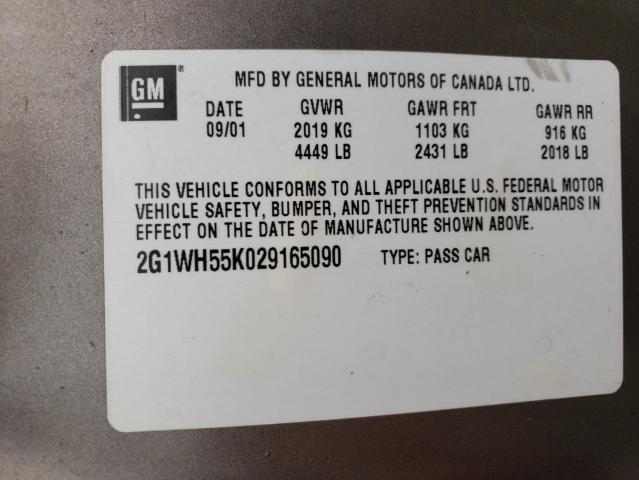 GM®
MFD BY GENERAL MOTORS OF CANADA LTD.
DATE GVWR GAWR FRT GAWR RR
09/01 2019 KG 1103 KG 916 KG
4449 LB 2431 LB 2018 LB
THIS VEHICLE CONFORMS TO ALL APPLICABLE U.S. FEDERAL MOTOR
VEHICLE SAFETY, BUMPER, AND THEFT PREVENTION STANDARDS IN
EFFECT ON THE DATE OF MANUFACTURE SHOWN ABOVE.
2G1WH55K029165090 TYPE: PASS CAR